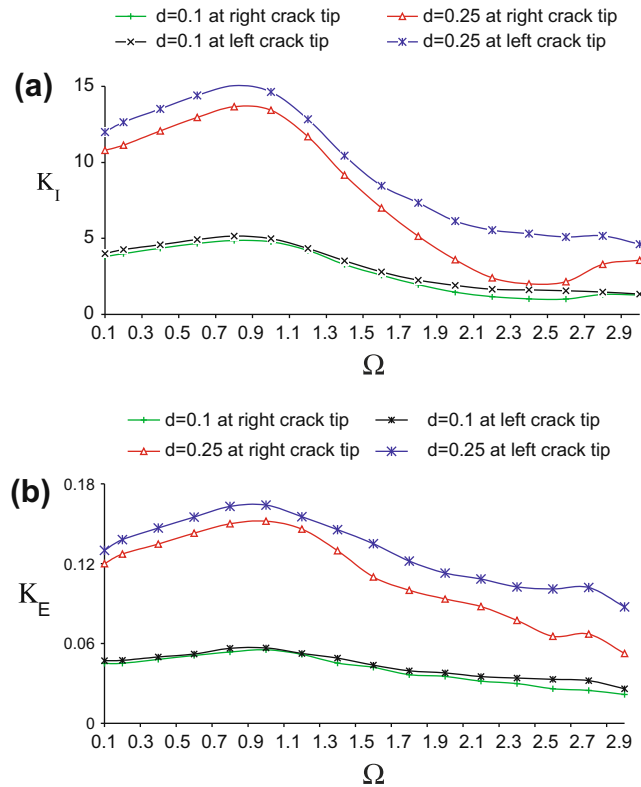 d=0.1 at right crack tip d=0.25 at right crack tip
d=0.1 at left crack tip d=0.25 at left crack tip
(a)
15
10
K_I
5
0
0.1 0.3 0.5 0.7 0.9 1.1 1.3 1.5 1.7 1.9 2.1 2.3 2.5 2.7 2.9
Ω
d=0.1 at right crack tip d=0.1 at left crack tip
d=0.25 at right crack tip d=0.25 at left crack tip
(b)
0.18
0.12
K_E
0.06
0
0.1 0.3 0.5 0.7 0.9 1.1 1.3 1.5 1.7 1.9 2.1 2.3 2.5 2.7 2.9
Ω